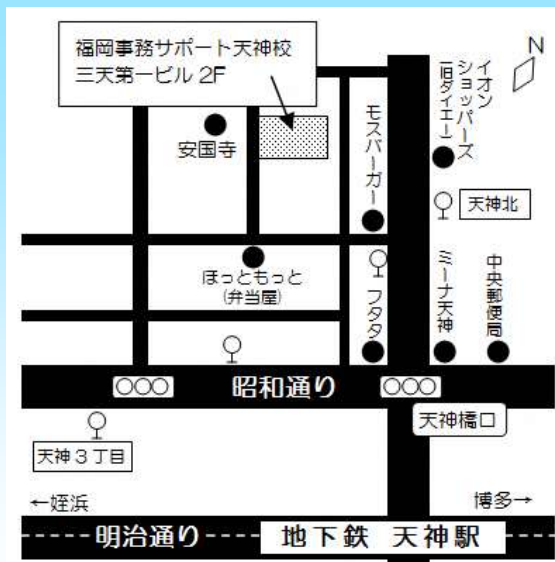 福岡事務サポート天神校
三天第一ビル 2F
N
イオン
ショッパーズ
(旧ダイエー)
モスバーガー
安国寺
天神北
ほっともっと
(弁当屋)
フタタ
ミーナ天神
中央郵便局
昭和通り
天神橋口
天神3丁目
←姪浜
博多→
明治通り
地下鉄 天神駅